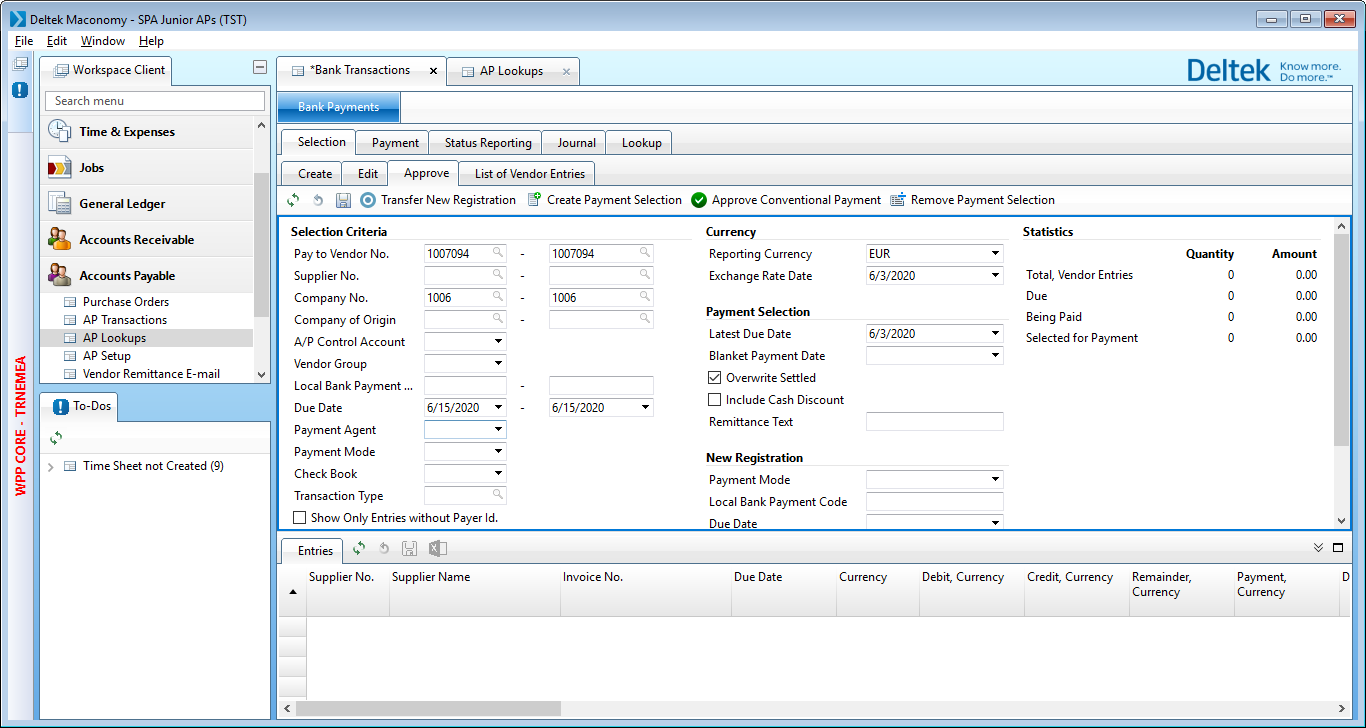 Deltek Maconomy - SPA Junior APs (TST)
File Edit Window Help
Workspace Client
Search menu
Time & Expenses
Jobs
General Ledger
Accounts Receivable
Accounts Payable
Purchase Orders
AP Transactions
AP Lookups
AP Setup
Vendor Remittance E-mail
To-Dos
Time Sheet not Created (9)
WPP CORE - TRNEMEA
*Bank Transactions AP Lookups
Deltek Know more. Do more.™
Bank Payments
Selection Payment Status Reporting Journal Lookup
Create Edit Approve List of Vendor Entries
Transfer New Registration Create Payment Selection Approve Conventional Payment Remove Payment Selection
Selection Criteria
Pay to Vendor No. 1007094 - 1007094
Supplier No. -
Company No. 1006 - 1006
Company of Origin -
A/P Control Account
Vendor Group
Local Bank Payment ... -
Due Date 6/15/2020 - 6/15/2020
Payment Agent
Payment Mode
Check Book
Transaction Type
Show Only Entries without Payer Id.
Currency
Reporting Currency EUR
Exchange Rate Date 6/3/2020
Payment Selection
Latest Due Date 6/3/2020
Blanket Payment Date
Overwrite Settled
Include Cash Discount
Remittance Text
New Registration
Payment Mode
Local Bank Payment Code
Due Date
Statistics
Quantity Amount
Total, Vendor Entries 0 0.00
Due 0 0.00
Being Paid 0 0.00
Selected for Payment 0 0.00
Entries
Supplier No. Supplier Name Invoice No. Due Date Currency Debit, Currency Credit, Currency Remainder, Currency Payment, Currency D